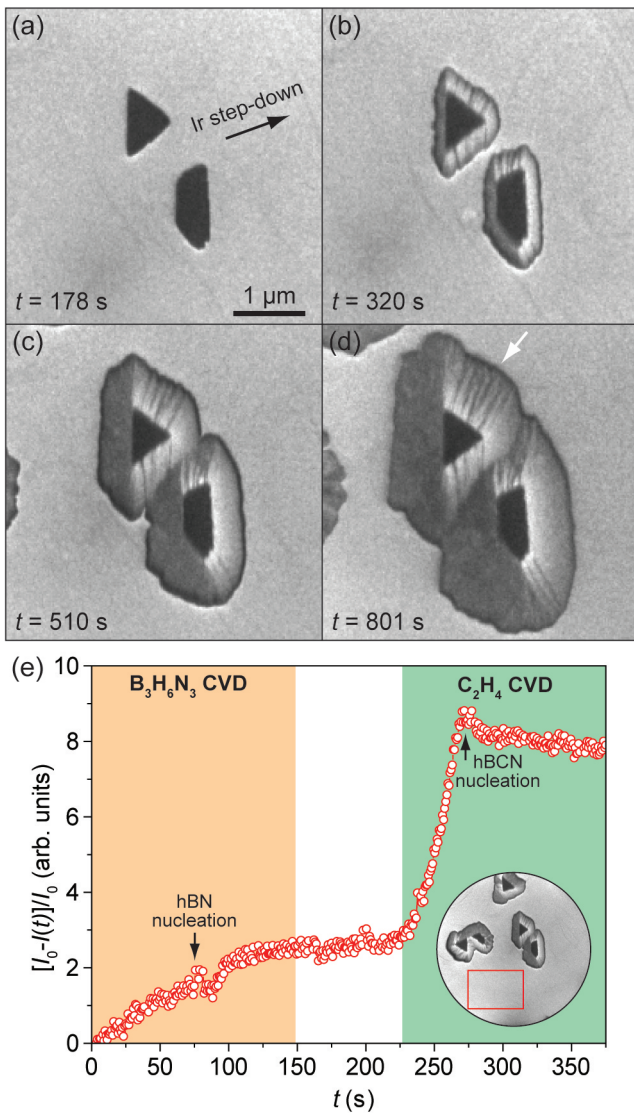 (a)
Ir step-down
t = 178 s
1 μm
(b)
t = 320 s
(c)
t = 510 s
(d)
t = 801 s
(e)
B₃H₆N₃ CVD
C₂H₄ CVD
hBN
nucleation
hBCN
nucleation
[I₀-I(t)]/I₀ (arb. units)
10
8
6
4
2
0
0 50 100 150 200 250 300 350
t (s)